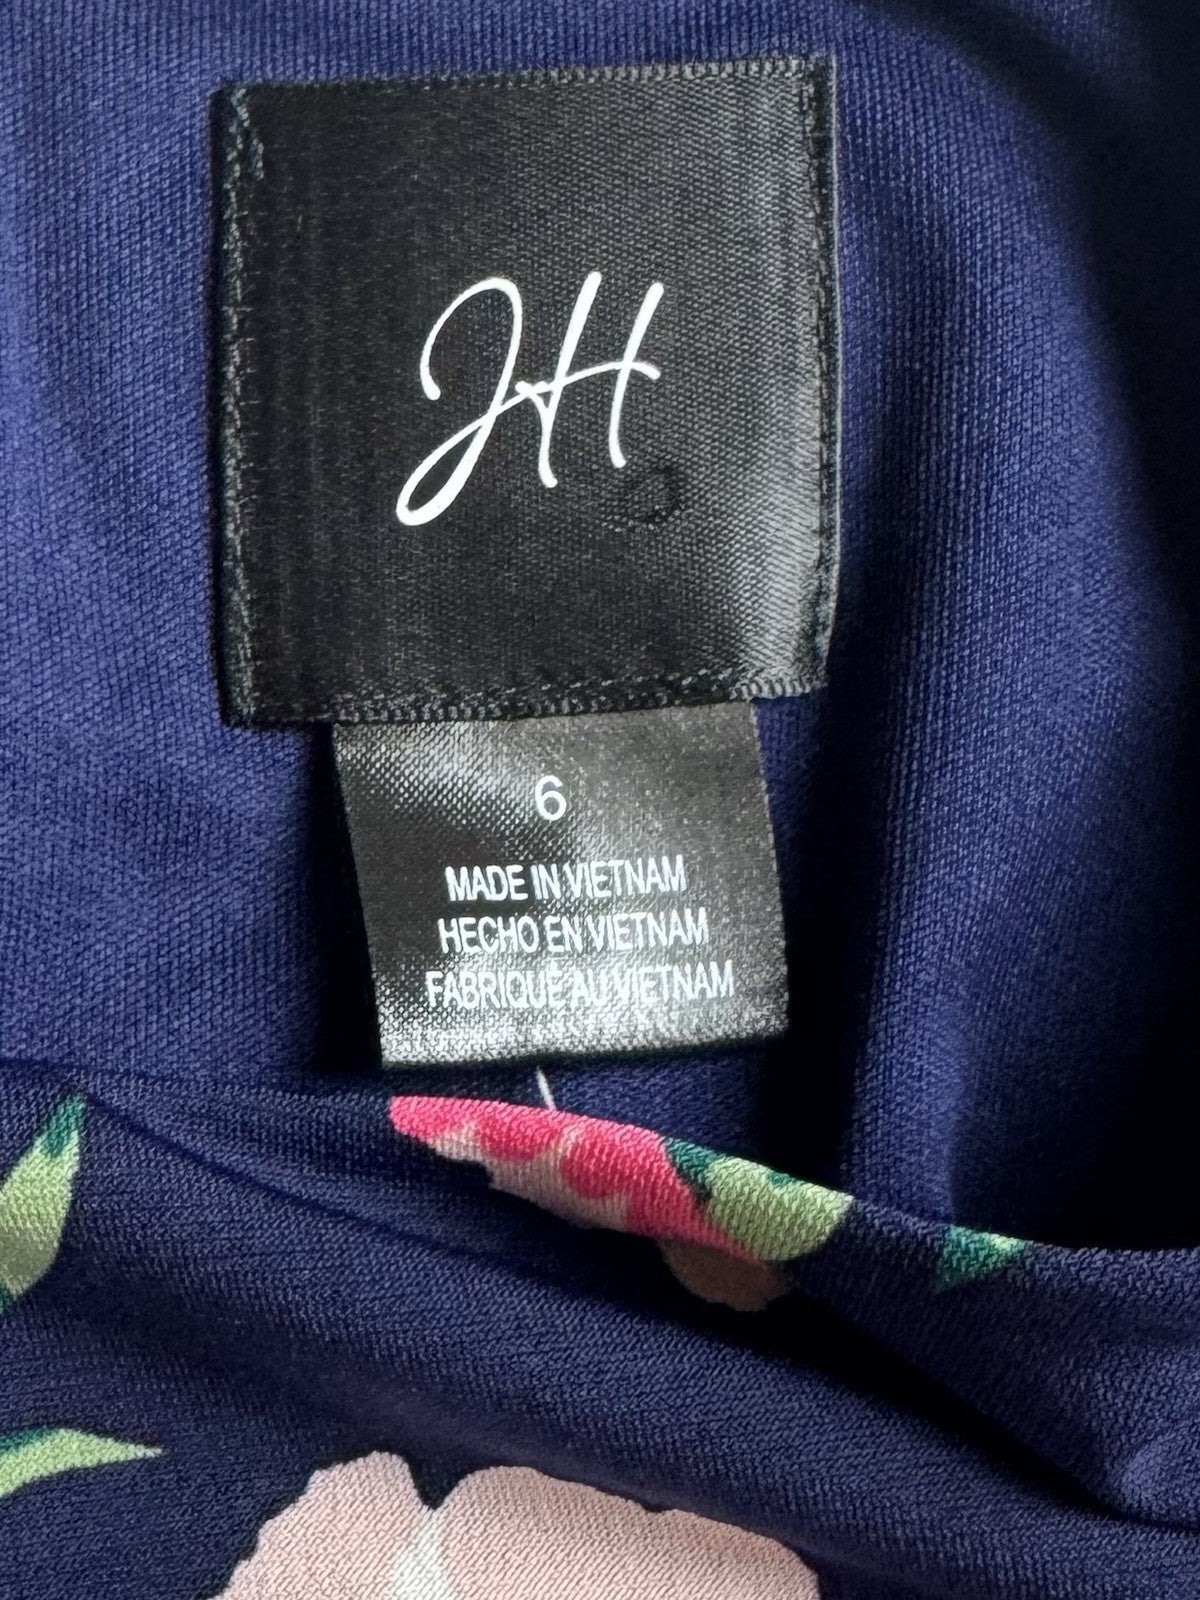 JH
6
MADE IN VIETNAM
HECHO EN VIETNAM
FABRIQUÉ AU VIETNAM